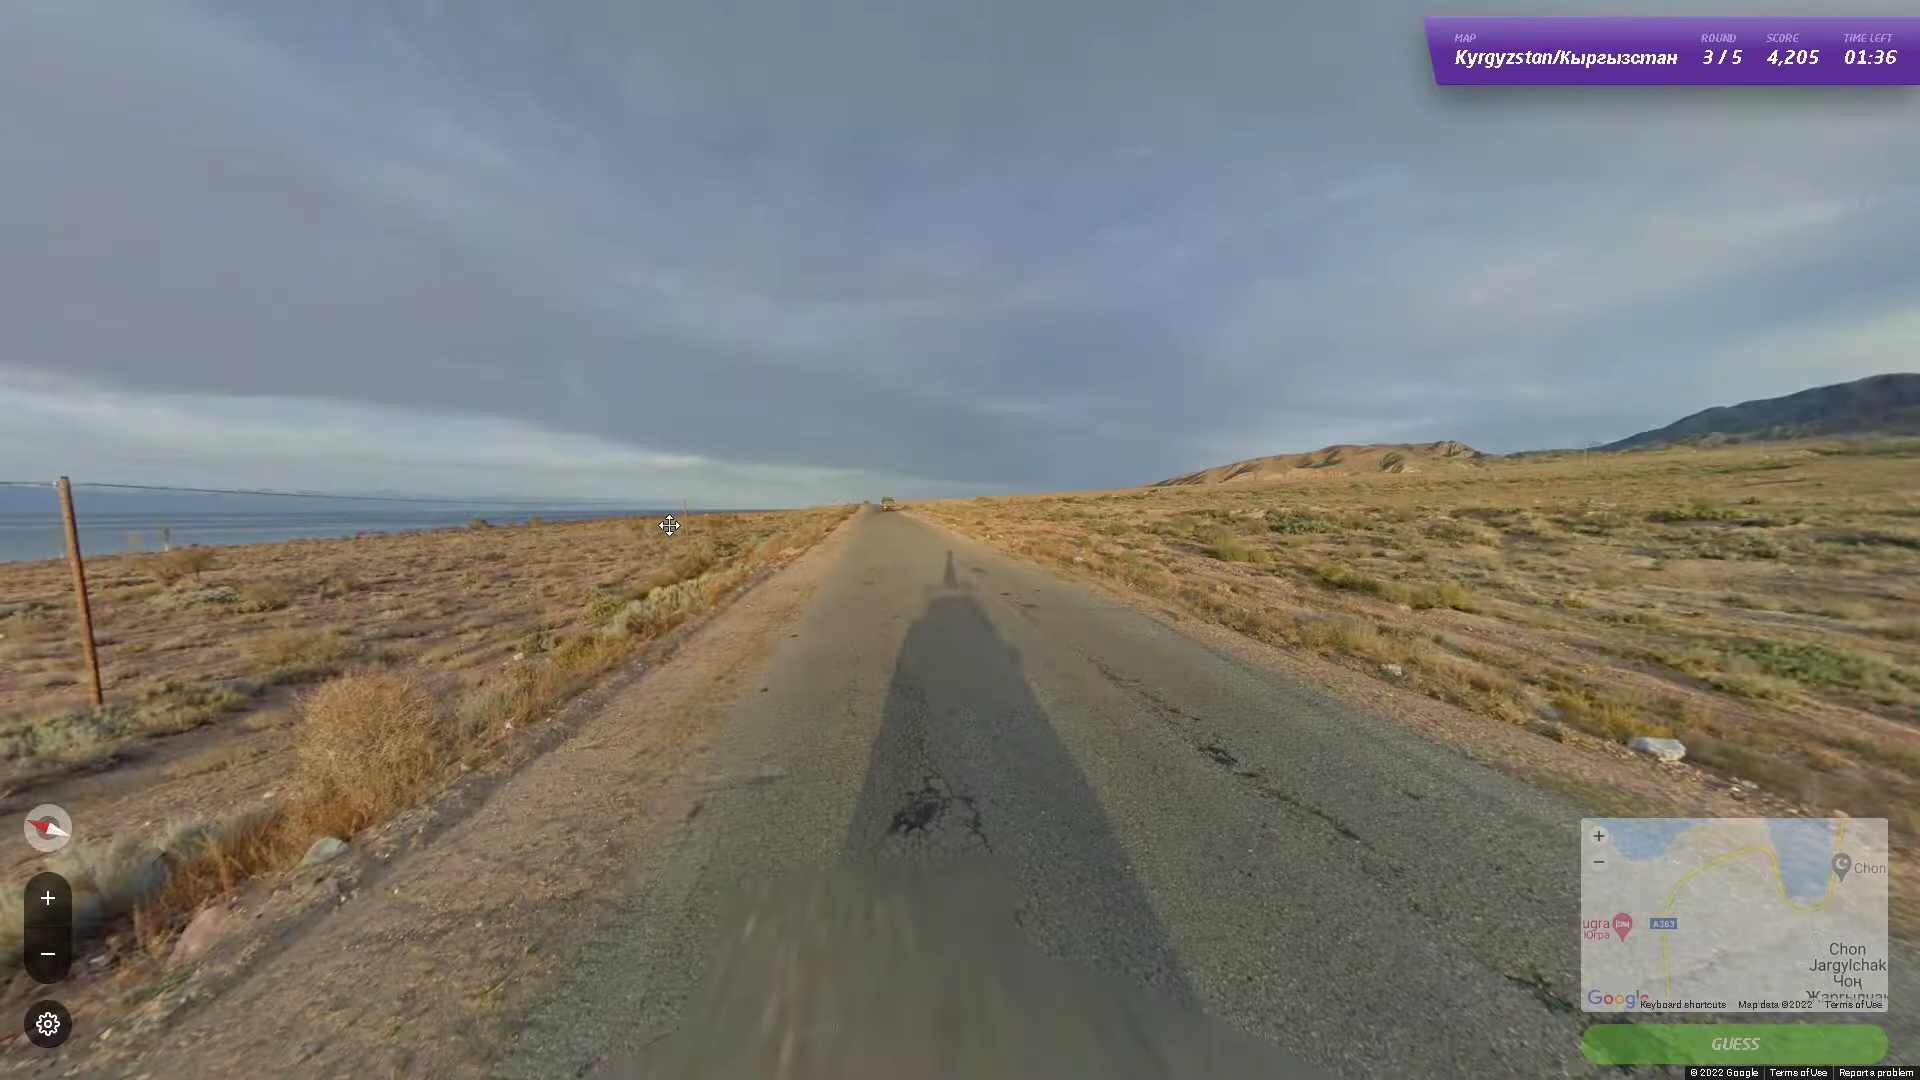 MAP
Kyrgyzstan/Кыргызстан
ROUND
3 / 5
SCORE
4,205
TIME LEFT
01:36
+
−
+
−
Chon
ugra
Югра
A363
Chon
Jargylchak
Чоң
Google
Keyboard shortcuts
Map data ©2022
Terms of Use
GUESS
© 2022 Google
Terms of Use
Report a problem